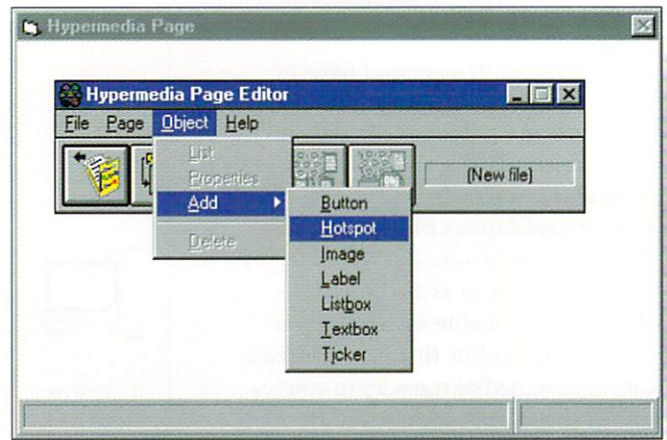 Hypermedia Page
Hypermedia Page Editor
File Page Object Help
List
Properties
Add
Delete
(New file)
Button
Hotspot
Image
Label
Listbox
Textbox
Ticker